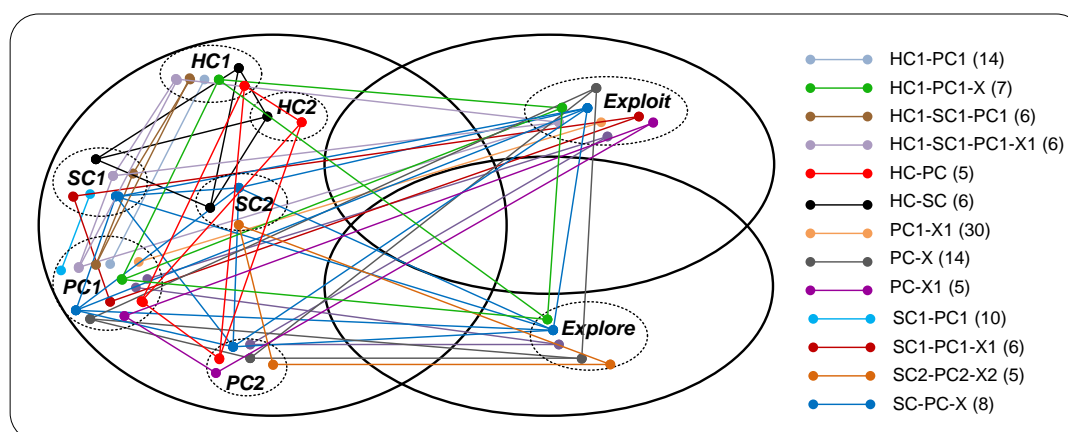 HC1
HC2
SC1
SC2
PC1
PC2
Exploit
Explore
HC1-PC1 (14)
HC1-PC1-X (7)
HC1-SC1-PC1 (6)
HC1-SC1-PC1-X1 (6)
HC-PC (5)
HC-SC (6)
PC1-X1 (30)
PC-X (14)
PC-X1 (5)
SC1-PC1 (10)
SC1-PC1-X1 (6)
SC2-PC2-X2 (5)
SC-PC-X (8)